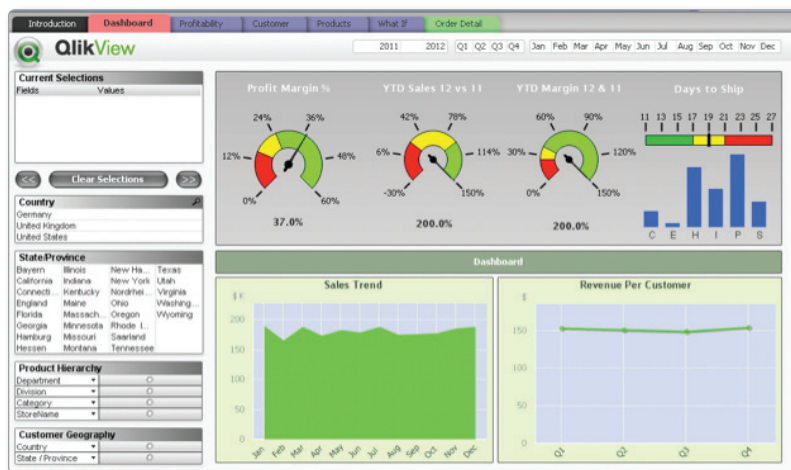 Introduction Dashboard Profitability Customer Products What IF Order Detail
QlikView
2011 2012 Q1 Q2 Q3 Q4 Jan Feb Mar Apr May Jun Jul Aug Sep Oct Nov Dec
Current Selections
Fields Values
<< Clear Selections >>
Country
Germany
United Kingdom
United States
State/Province
Bayern Illinois New Ha... Texas
California Indiana New York Utah
Connecti... Kentucky Nordrhei... Virginia
England Maine Ohio Washing...
Florida Massach... Oregon Wyoming
Georgia Minnesota Rhode I...
Hamburg Missouri Saarland
Hessen Montana Tennessee
Product Hierarchy
Department
Division
Category
StoreName
Customer Geography
Country
State / Province
Profit Margin %
0% 12% 24% 36% 48% 60%
37.0%
YTD Sales 12 vs 11
-30% 6% 42% 78% 114% 150%
200.0%
YTD Margin 12 & 11
0% 30% 60% 90% 120% 150%
200.0%
Days to Ship
11 13 15 17 19 21 23 25 27
C E H I P S
Dashboard
Sales Trend
$ K
200
150
100
50
0
Jan Feb Mar Apr May Jun Jul Aug Sep Oct Nov Dec
Revenue Per Customer
$
150
100
50
0
Q1 Q2 Q3 Q4